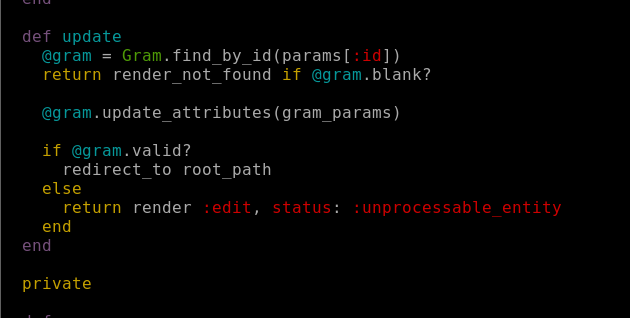 end
def update
  @gram = Gram.find_by_id(params[:id])
  return render_not_found if @gram.blank?

  @gram.update_attributes(gram_params)

  if @gram.valid?
    redirect_to root_path
  else
    return render :edit, status: :unprocessable_entity
  end
end

private